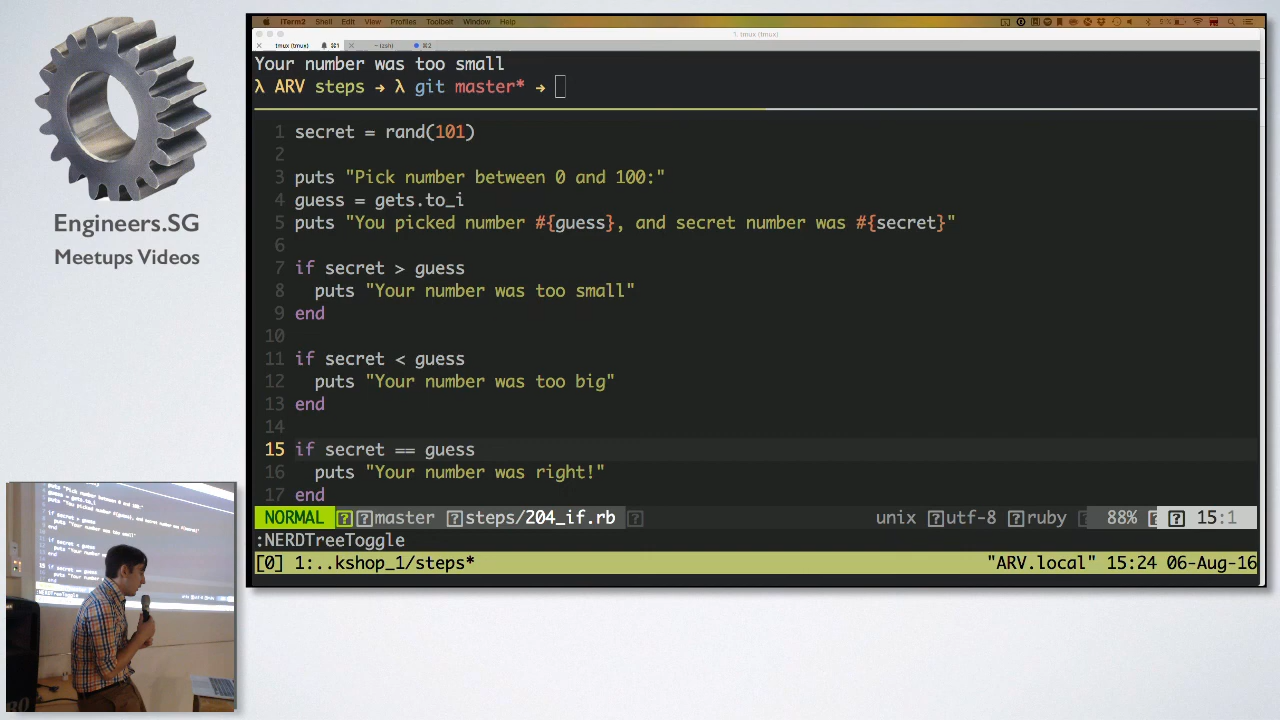 Engineers.SG
Meetups Videos
iTerm2 Shell Edit View Profiles Toolbelt Window Help
1. tmux (tmux)
tmux (tmux) ⌘1
~ (zsh) ⌘2
Your number was too small
λ ARV steps → λ git master* →
1 secret = rand(101)
2
3 puts "Pick number between 0 and 100:"
4 guess = gets.to_i
5 puts "You picked number #{guess}, and secret number was #{secret}"
6
7 if secret > guess
8 puts "Your number was too small"
9 end
10
11 if secret < guess
12 puts "Your number was too big"
13 end
14
15 if secret == guess
16 puts "Your number was right!"
17 end
NORMAL master steps/204_if.rb unix utf-8 ruby 88% 15:1
:NERDTreeToggle
[0] 1:..kshop_1/steps* "ARV.local" 15:24 06-Aug-16